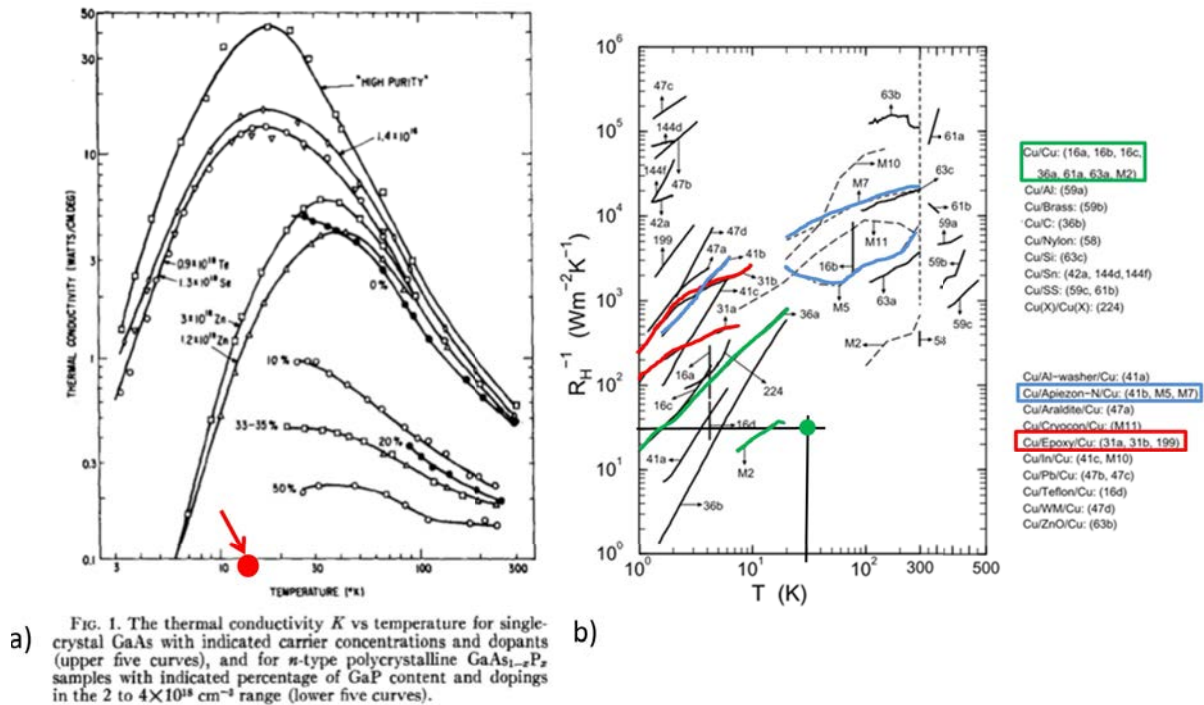 50
"HIGH PURITY"
30
1.4×10¹⁶
10
5
3
0.9×10¹⁸ Te
1.3×10¹⁸ Se
0%
3×10¹⁸ Zn
1.2×10¹⁸ Zn
1
10%
33-35%
20%
0.3
50%
0.1
3
10
30
100
300
THERMAL CONDUCTIVITY (WATTS/CM DEG)
TEMPERATURE (°K)
a)
FIG. 1. The thermal conductivity K vs temperature for single-
crystal GaAs with indicated carrier concentrations and dopants
(upper five curves), and for n-type polycrystalline GaAs₁₋ₓPₓ
samples with indicated percentage of GaP content and dopings
in the 2 to 4×10¹⁸ cm⁻³ range (lower five curves).
b)
R_H⁻¹ (Wm⁻²K⁻¹)
10⁶
10⁵
10⁴
10³
10²
10¹
10⁰
47c
144d
144f
47b
42a
199
47d
47a
41b
31b
41c
31a
36a
16a
224
16c
16d
41a
M2
36b
63b
61a
M10
M7
63c
61b
59a
M11
16b
59b
M5
63a
59c
M2
58
10⁰
10¹
10²
300
500
T (K)
Cu/Cu: (16a, 16b, 16c,
36a, 61a, 63a, M2)
Cu/Al: (59a)
Cu/Brass: (59b)
Cu/C: (36b)
Cu/Nylon: (58)
Cu/Si: (63c)
Cu/Sn: (42a, 144d,144f)
Cu/SS: (59c, 61b)
Cu(X)/Cu(X): (224)
Cu/Al−washer/Cu: (41a)
Cu/Apiezon−N/Cu: (41b, M5, M7)
Cu/Araldite/Cu: (47a)
Cu/Cryocon/Cu: (M11)
Cu/Epoxy/Cu: (31a, 31b, 199)
Cu/In/Cu: (41c, M10)
Cu/Pb/Cu: (47b, 47c)
Cu/Teflon/Cu: (16d)
Cu/WM/Cu: (47d)
Cu/ZnO/Cu: (63b)